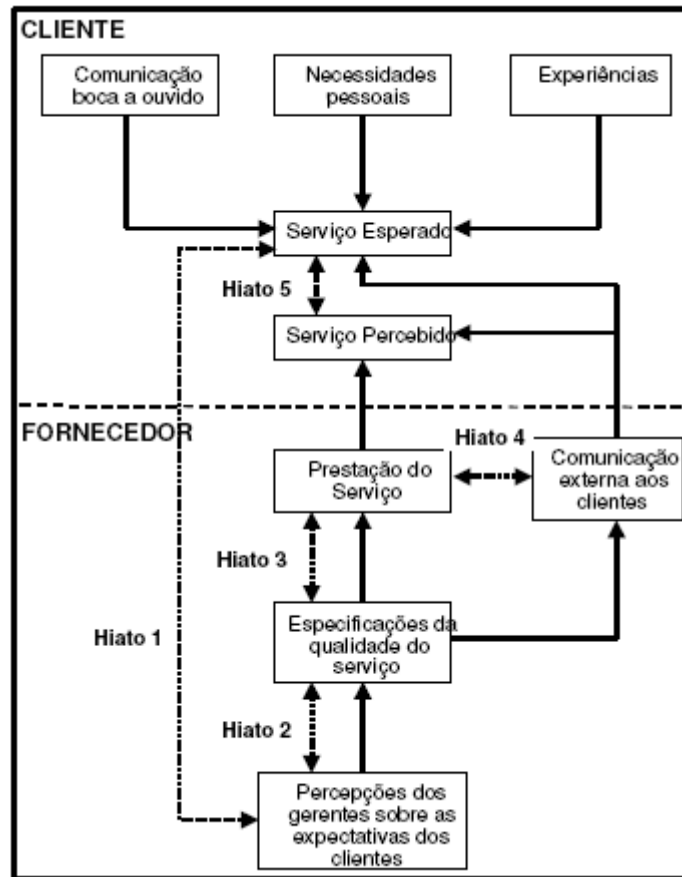 CLIENTE
Comunicação
boca a ouvido
Necessidades
pessoais
Experiências
Serviço Esperado
Hiato 5
Serviço Percebido
FORNECEDOR
Hiato 4
Prestação do
Serviço
Comunicação
externa aos
clientes
Hiato 3
Hiato 1
Especificações da
qualidade do
serviço
Hiato 2
Percepções dos
gerentes sobre as
expectativas dos
clientes